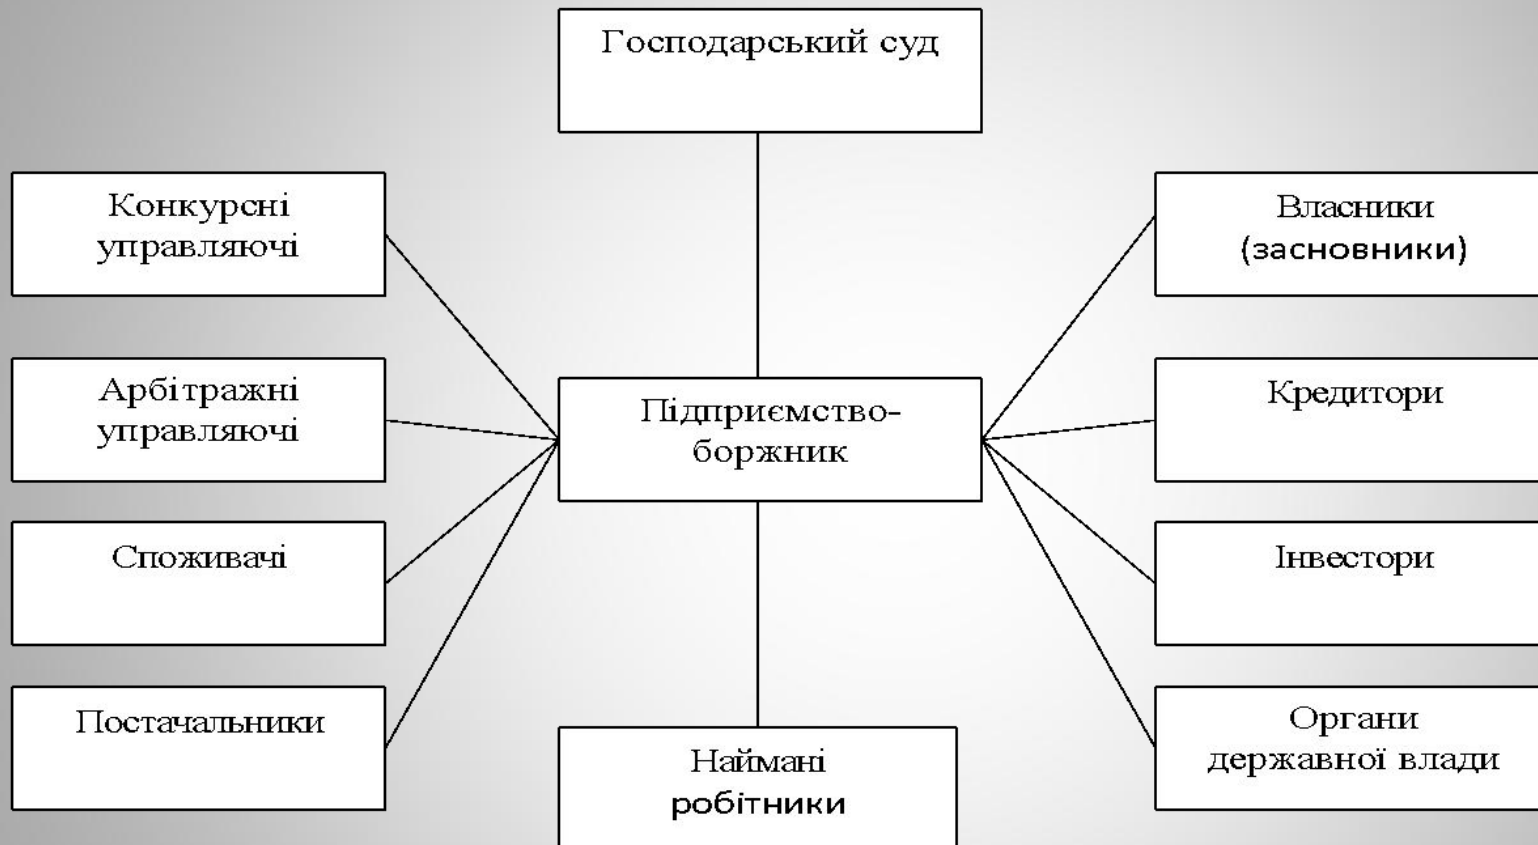 Господарський суд
Конкурсні
управляючі
Власники
(засновники)
Арбітражні
управляючі
Підприємство-
боржник
Кредитори
Споживачі
Інвестори
Постачальники
Наймані
робітники
Органи
державної влади